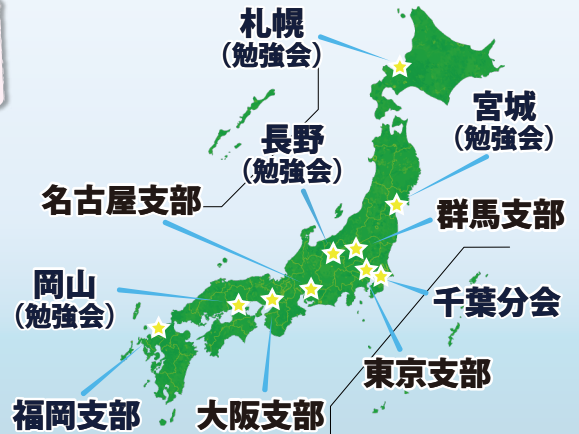 札幌
（勉強会）
宮城
（勉強会）
長野
（勉強会）
名古屋支部
群馬支部
岡山
（勉強会）
千葉分会
東京支部
福岡支部
大阪支部